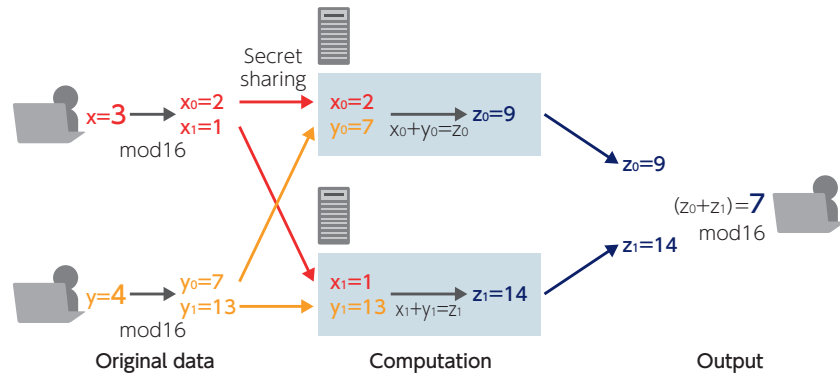 Secret
sharing
x=3
mod16
x₀=2
x₁=1
x₀=2
y₀=7
x₀+y₀=z₀
z₀=9
z₀=9
(z₀+z₁)=7
mod16
z₁=14
y=4
mod16
y₀=7
y₁=13
x₁=1
y₁=13
x₁+y₁=z₁
z₁=14
Original data
Computation
Output